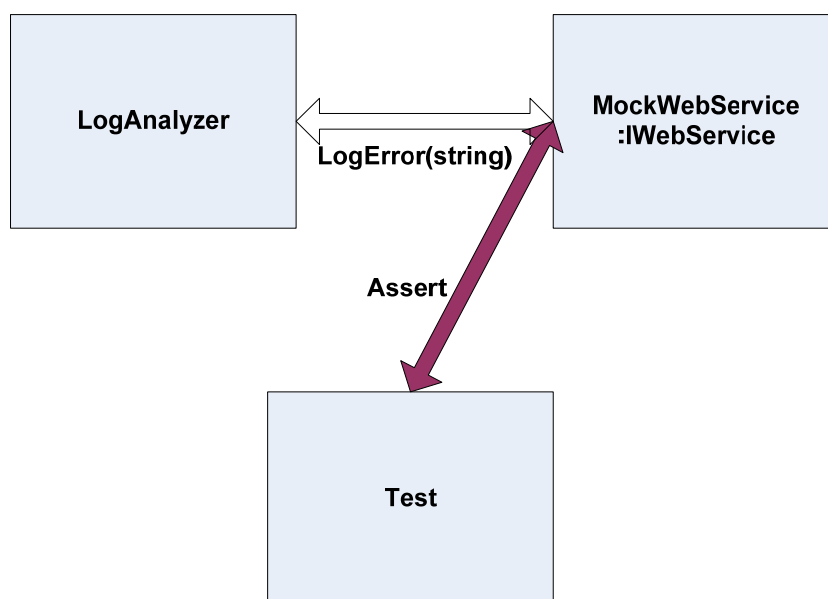 LogAnalyzer
MockWebService
:IWebService
LogError(string)
Assert
Test